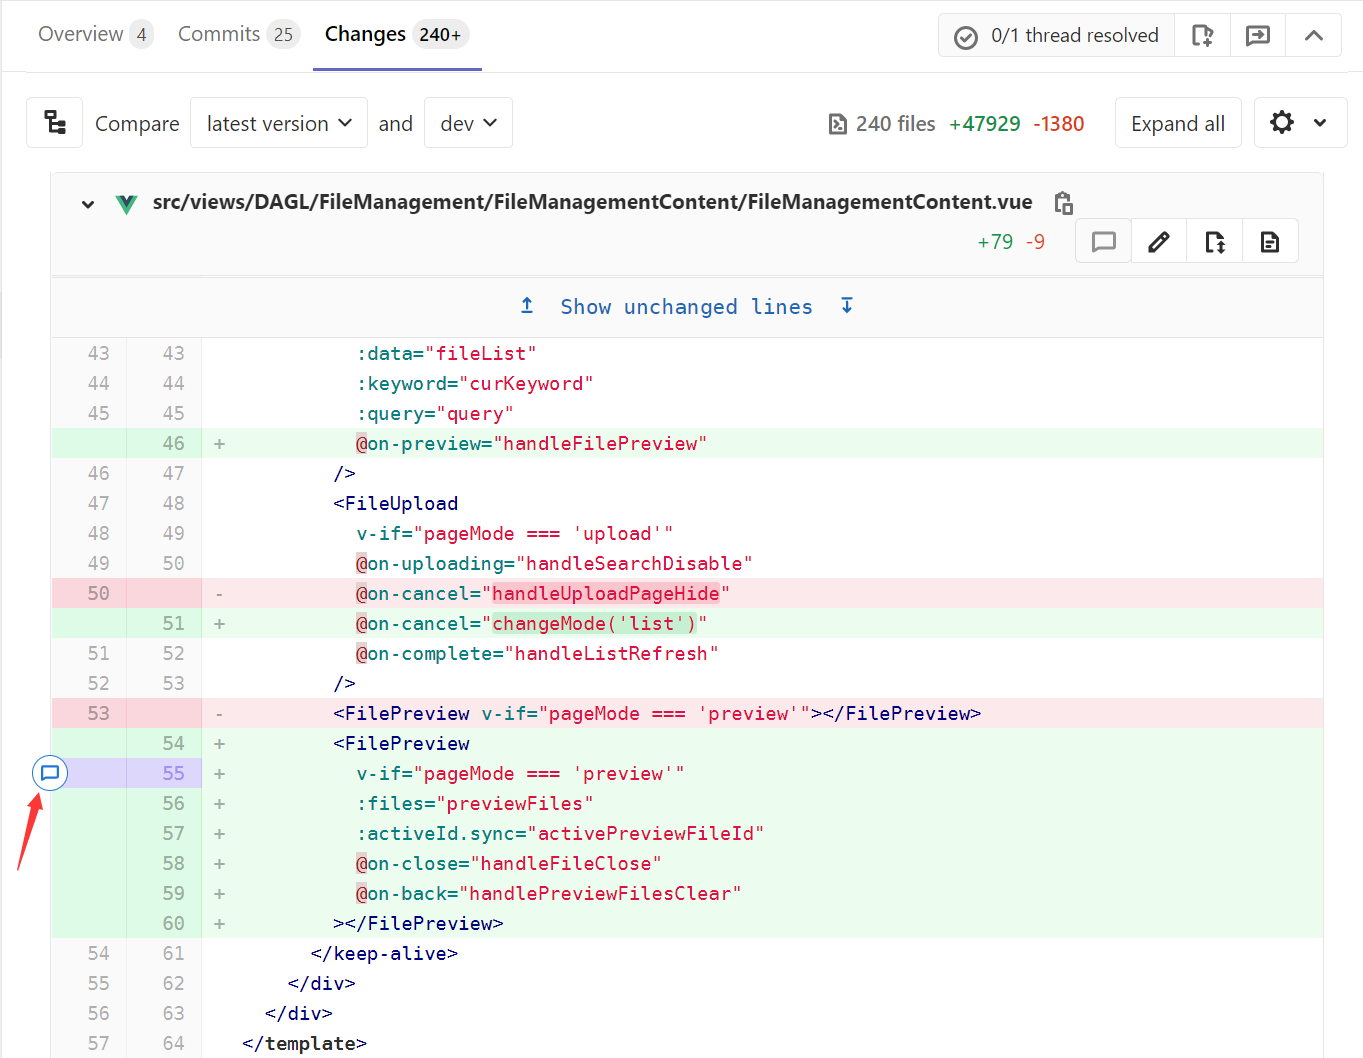 Overview 4 Commits 25 Changes 240+ 0/1 thread resolved
Compare latest version and dev 240 files +47929 -1380 Expand all
src/views/DAGL/FileManagement/FileManagementContent/FileManagementContent.vue
+79 -9
Show unchanged lines
43 43 :data="fileList"
44 44 :keyword="curKeyword"
45 45 :query="query"
46 + @on-preview="handleFilePreview"
46 47 />
47 48 <FileUpload
48 49 v-if="pageMode === 'upload'"
49 50 @on-uploading="handleSearchDisable"
50 - @on-cancel="handleUploadPageHide"
51 + @on-cancel="changeMode('list')"
51 52 @on-complete="handleListRefresh"
52 53 />
53 - <FilePreview v-if="pageMode === 'preview'"></FilePreview>
54 + <FilePreview
55 + v-if="pageMode === 'preview'"
56 + :files="previewFiles"
57 + :activeId.sync="activePreviewFileId"
58 + @on-close="handleFileClose"
59 + @on-back="handlePreviewFilesClear"
60 + ></FilePreview>
54 61 </keep-alive>
55 62 </div>
56 63 </div>
57 64 </template>